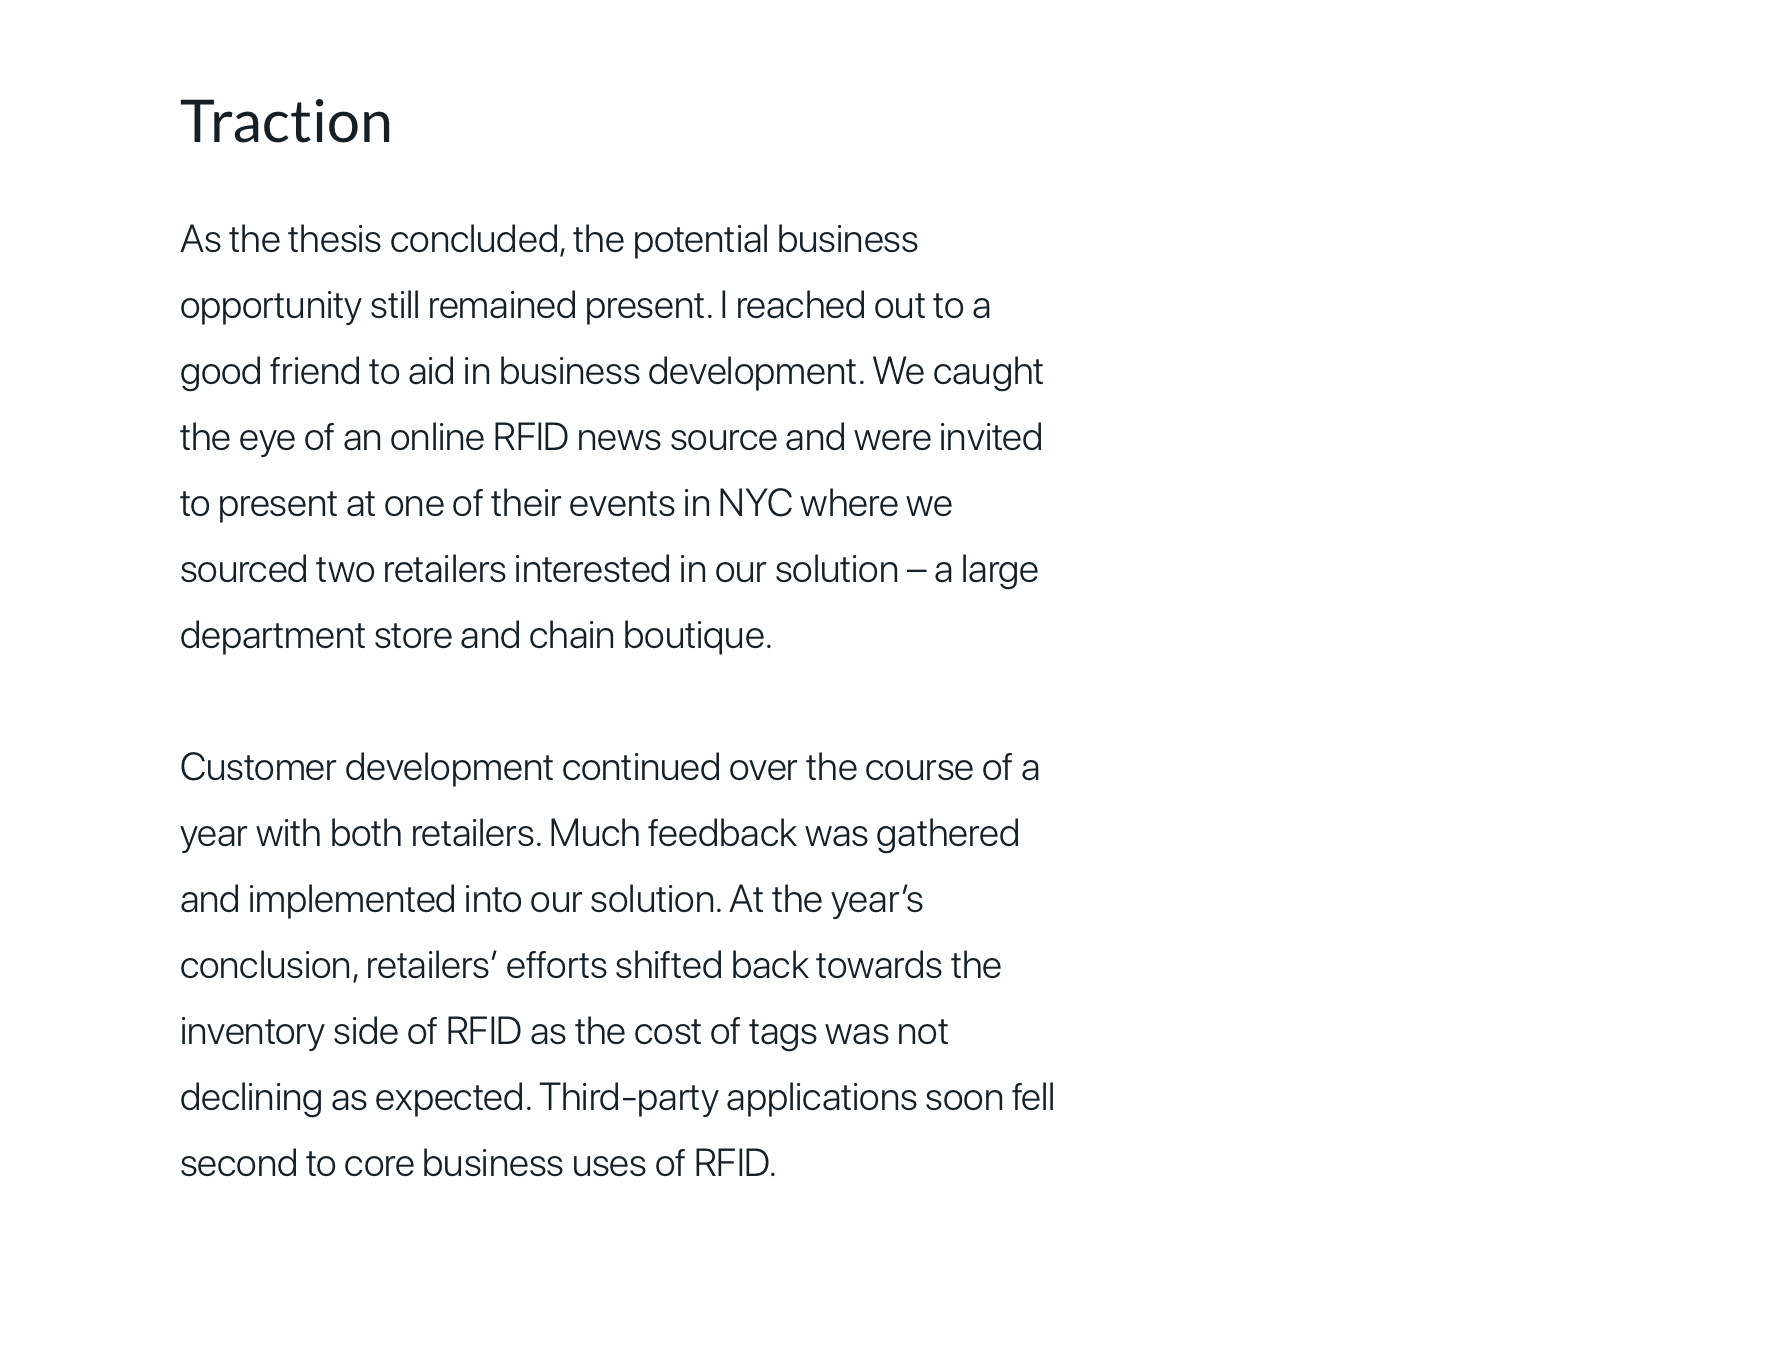 Traction
As the thesis concluded, the potential business
opportunity still remained present. I reached out to a
good friend to aid in business development. We caught
the eye of an online RFID news source and were invited
to present at one of their events in NYC where we
sourced two retailers interested in our solution – a large
department store and chain boutique.
Customer development continued over the course of a
year with both retailers. Much feedback was gathered
and implemented into our solution. At the year’s
conclusion, retailers’ efforts shifted back towards the
inventory side of RFID as the cost of tags was not
declining as expected. Third-party applications soon fell
second to core business uses of RFID.